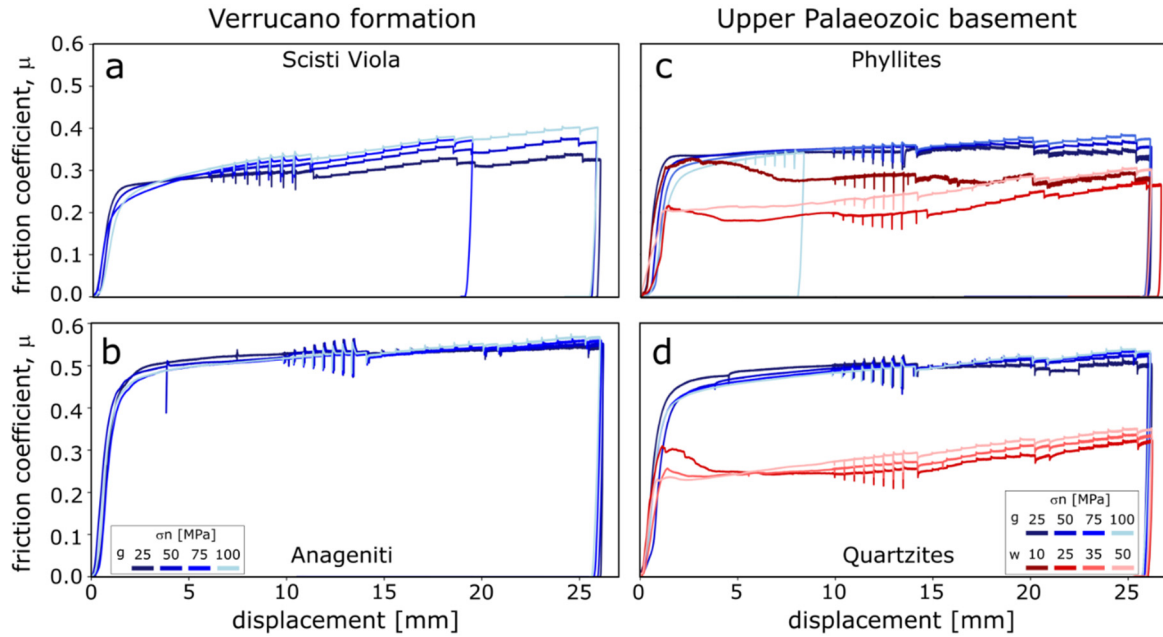 Verrucano formation
Upper Palaeozoic basement
a
Scisti Viola
friction coefficient, μ
0.6
0.5
0.4
0.3
0.2
0.1
0.0
c
Phyllites
b
Anageniti
friction coefficient, μ
0.6
0.5
0.4
0.3
0.2
0.1
0.0
σn [MPa]
g 25 50 75 100
0 5 10 15 20 25
displacement [mm]
d
Quartzites
σn [MPa]
g 25 50 75 100
w 10 25 35 50
0 5 10 15 20 25
displacement [mm]